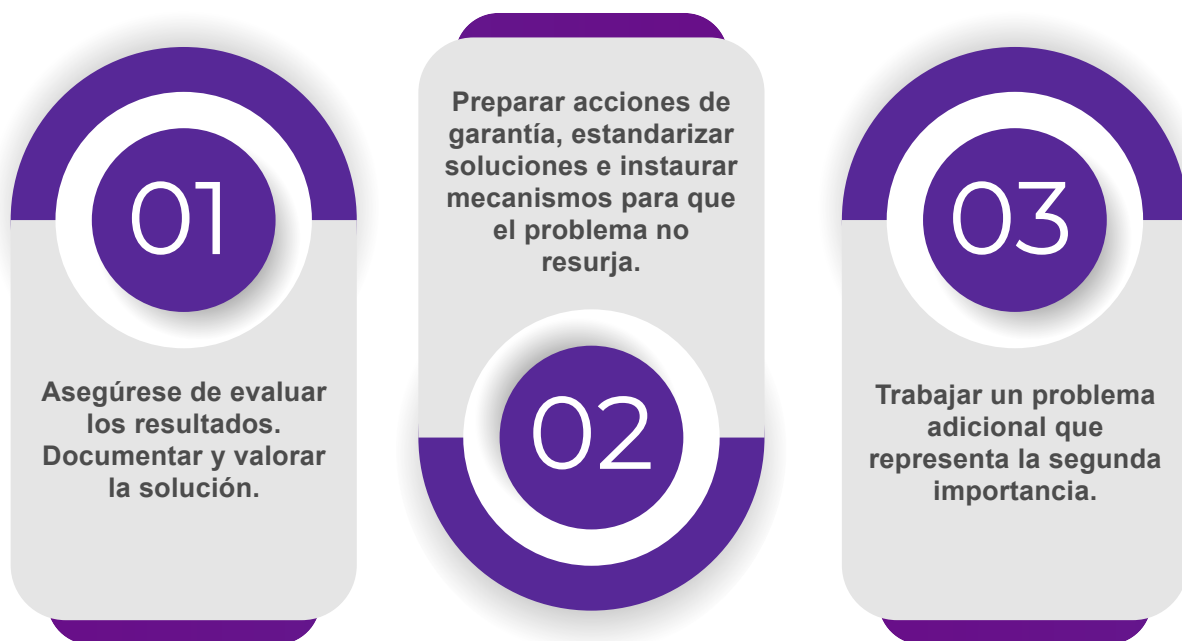 01
Asegúrese de evaluar
los resultados.
Documentar y valorar
la solución.
Preparar acciones de
garantía, estandarizar
soluciones e instaurar
mecanismos para que
el problema no
resurja.
02
03
Trabajar un problema
adicional que
representa la segunda
importancia.